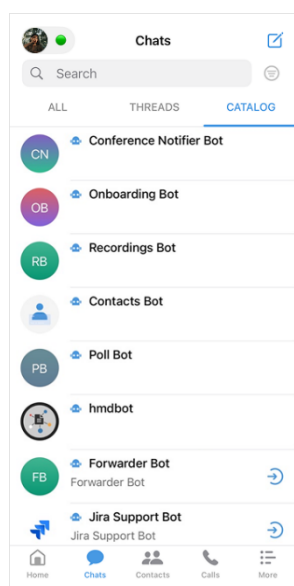 Chats
Search
ALL THREADS CATALOG
CN Conference Notifier Bot
OB Onboarding Bot
RB Recordings Bot
Contacts Bot
PB Poll Bot
hmdbot
FB Forwarder Bot
Forwarder Bot
Jira Support Bot
Jira Support Bot
Home Chats Contacts Calls More